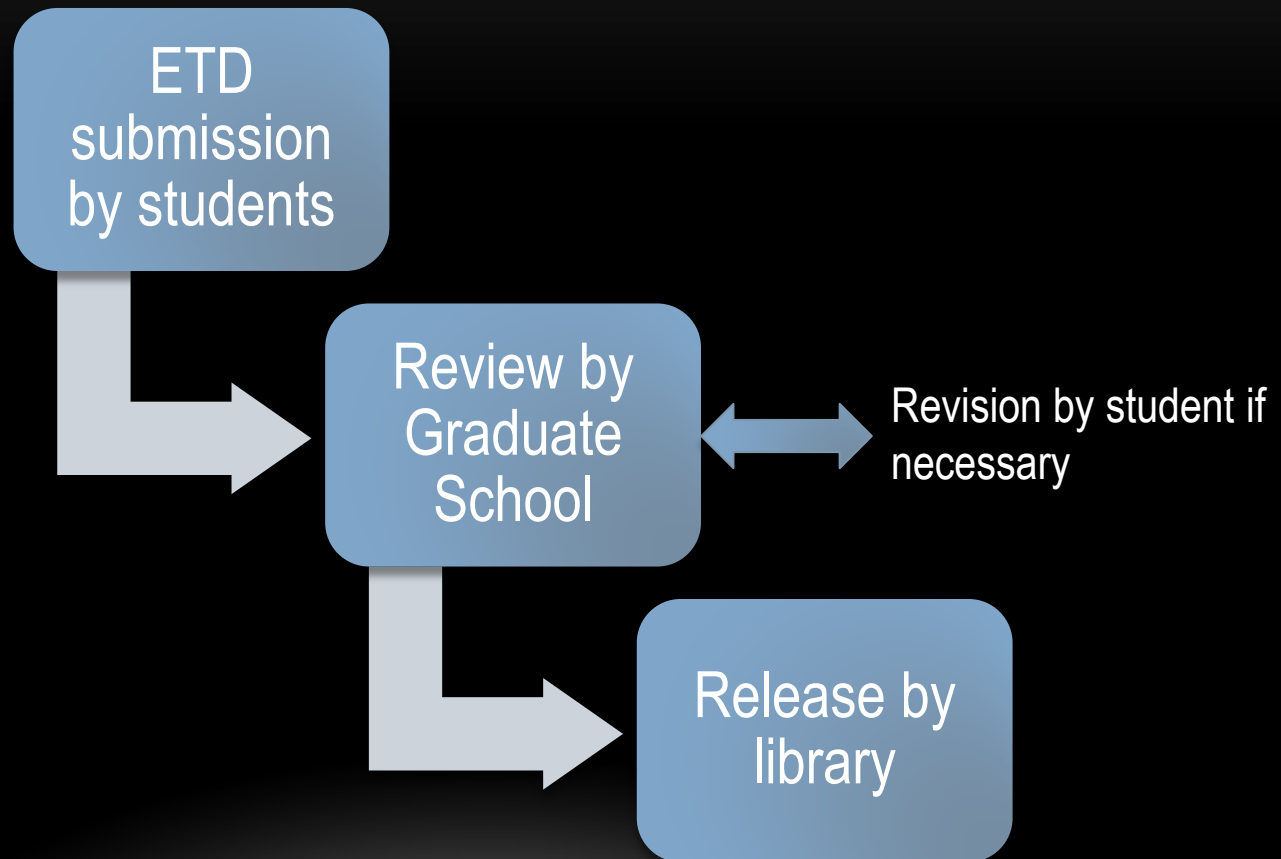 ETD
submission
by students
Review by
Graduate
School
Revision by student if
necessary
Release by
library